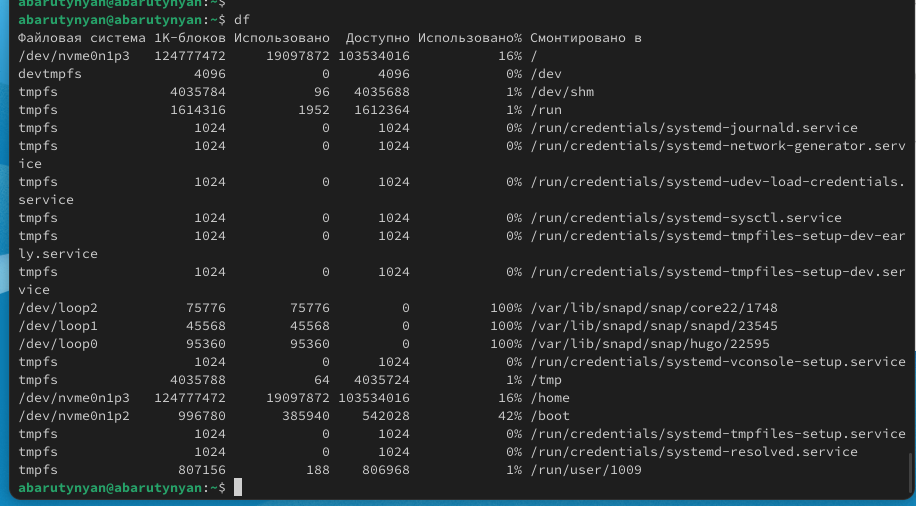 abarutynyan@abarutynyan:~$
abarutynyan@abarutynyan:~$ df
Файловая система 1K-блоков Использовано  Доступно Использовано% Смонтировано в
/dev/nvme0n1p3   124777472     19097872 103534016           16% /
devtmpfs              4096            0      4096            0% /dev
tmpfs              4035784           96   4035688            1% /dev/shm
tmpfs              1614316         1952   1612364            1% /run
tmpfs                 1024            0      1024            0% /run/credentials/systemd-journald.service
tmpfs                 1024            0      1024            0% /run/credentials/systemd-network-generator.serv
ice
tmpfs                 1024            0      1024            0% /run/credentials/systemd-udev-load-credentials.
service
tmpfs                 1024            0      1024            0% /run/credentials/systemd-sysctl.service
tmpfs                 1024            0      1024            0% /run/credentials/systemd-tmpfiles-setup-dev-ear
ly.service
tmpfs                 1024            0      1024            0% /run/credentials/systemd-tmpfiles-setup-dev.ser
vice
/dev/loop2           75776        75776         0          100% /var/lib/snapd/snap/core22/1748
/dev/loop1           45568        45568         0          100% /var/lib/snapd/snap/snapd/23545
/dev/loop0           95360        95360         0          100% /var/lib/snapd/snap/hugo/22595
tmpfs                 1024            0      1024            0% /run/credentials/systemd-vconsole-setup.service
tmpfs              4035788           64   4035724            1% /tmp
/dev/nvme0n1p3   124777472     19097872 103534016           16% /home
/dev/nvme0n1p2      996780       385940    542028           42% /boot
tmpfs                 1024            0      1024            0% /run/credentials/systemd-tmpfiles-setup.service
tmpfs                 1024            0      1024            0% /run/credentials/systemd-resolved.service
tmpfs               807156          188    806968            1% /run/user/1009
abarutynyan@abarutynyan:~$